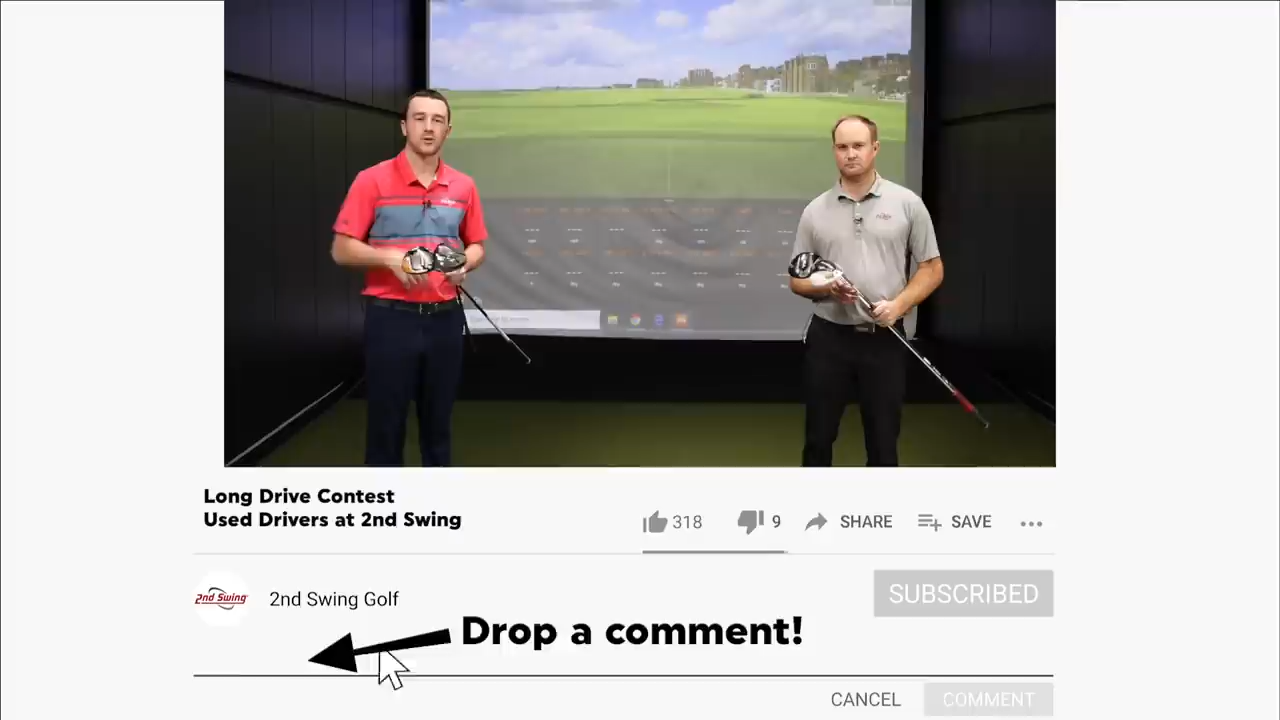 Long Drive Contest
Used Drivers at 2nd Swing
318
9
SHARE
SAVE
SUBSCRIBED
2nd Swing
2nd Swing Golf
Drop a comment!
CANCEL
COMMENT